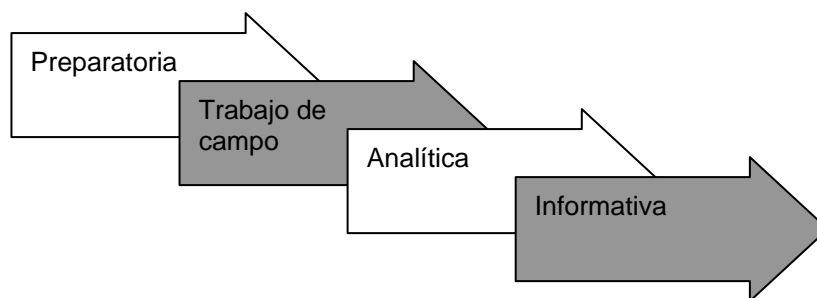 Preparatoria
Trabajo de
campo
Analítica
Informativa